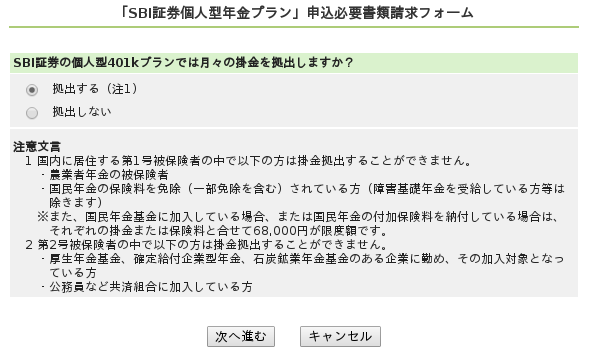 「SBI証券個人型年金プラン」申込必要書類請求フォーム
SBI証券の個人型401kプランでは月々の掛金を拠出しますか？
拠出する（注1）
拠出しない
注意文言
1 国内に居住する第1号被保険者の中で以下の方は掛金拠出することができません。
・農業者年金の被保険者
・国民年金の保険料を免除（一部免除を含む）されている方（障害基礎年金を受給している方等は
除きます）
※また、国民年金基金に加入している場合、または国民年金の付加保険料を納付している場合は、
それぞれの掛金または保険料と合せて68,000円が限度額です。
2 第2号被保険者の中で以下の方は掛金拠出することができません。
・厚生年金基金、確定給付企業型年金、石炭鉱業年金基金のある企業に勤め、その加入対象となっ
ている方
・公務員など共済組合に加入している方
次へ進む キャンセル